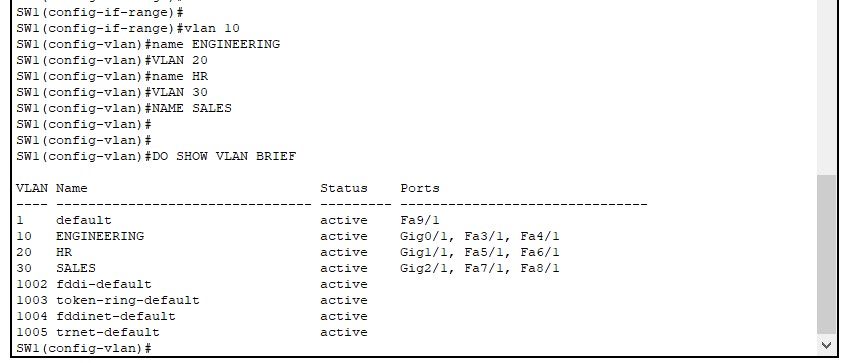 SW1(config-if-range)#
SW1(config-if-range)#vlan 10
SW1(config-vlan)#name ENGINEERING
SW1(config-vlan)#VLAN 20
SW1(config-vlan)#name HR
SW1(config-vlan)#VLAN 30
SW1(config-vlan)#NAME SALES
SW1(config-vlan)#
SW1(config-vlan)#
SW1(config-vlan)#DO SHOW VLAN BRIEF
VLAN Name                             Status    Ports
---- -------------------------------- --------- -------------------------------
1    default                          active    Fa9/1
10   ENGINEERING                      active    Gig0/1, Fa3/1, Fa4/1
20   HR                               active    Gig1/1, Fa5/1, Fa6/1
30   SALES                            active    Gig2/1, Fa7/1, Fa8/1
1002 fddi-default                     active
1003 token-ring-default               active
1004 fddinet-default                  active
1005 trnet-default                    active
SW1(config-vlan)#